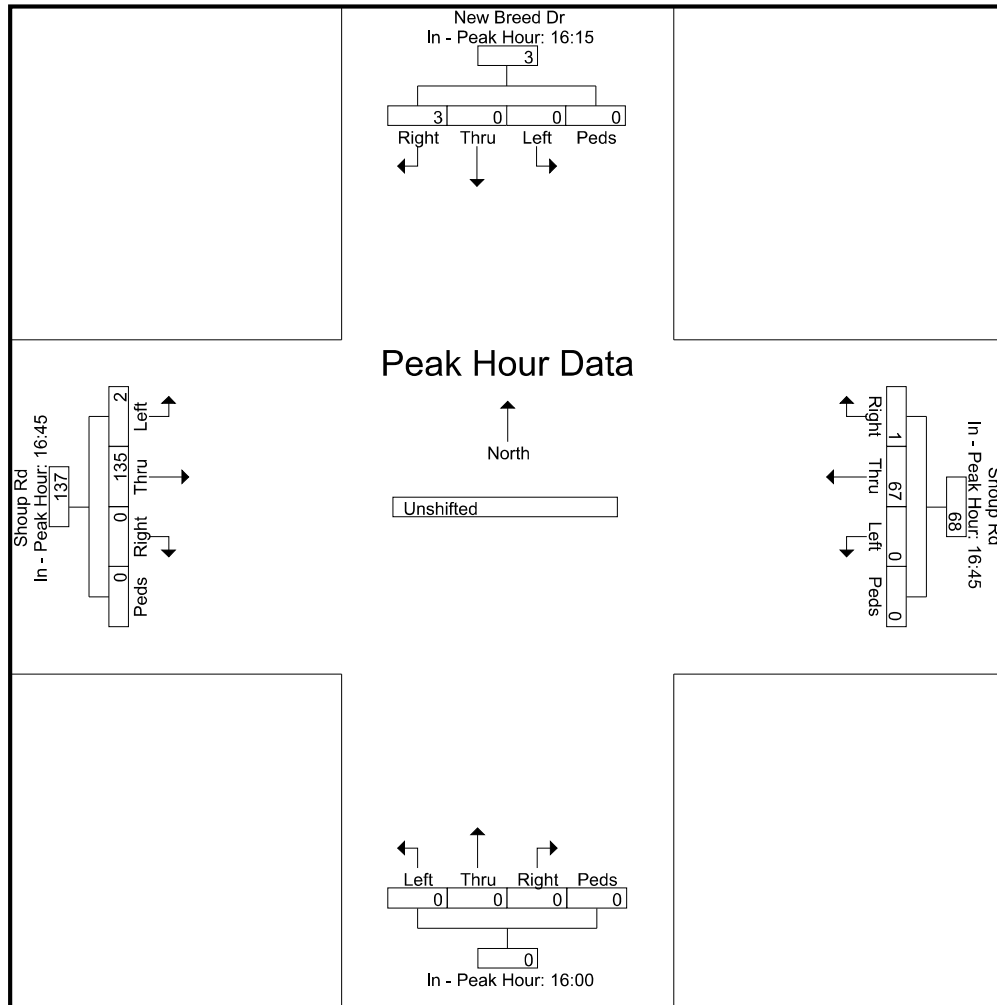 New Breed Dr
In - Peak Hour: 16:15
3
3 0 0 0
Right Thru Left Peds
Peak Hour Data
North
Unshifted
Shoup Rd
In - Peak Hour: 16:45
137
2 135 0 0
Left Thru Right Peds
Shoup Rd
In - Peak Hour: 16:45
68
1 67 0 0
Right Thru Left Peds
Left Thru Right Peds
0 0 0 0
0
In - Peak Hour: 16:00